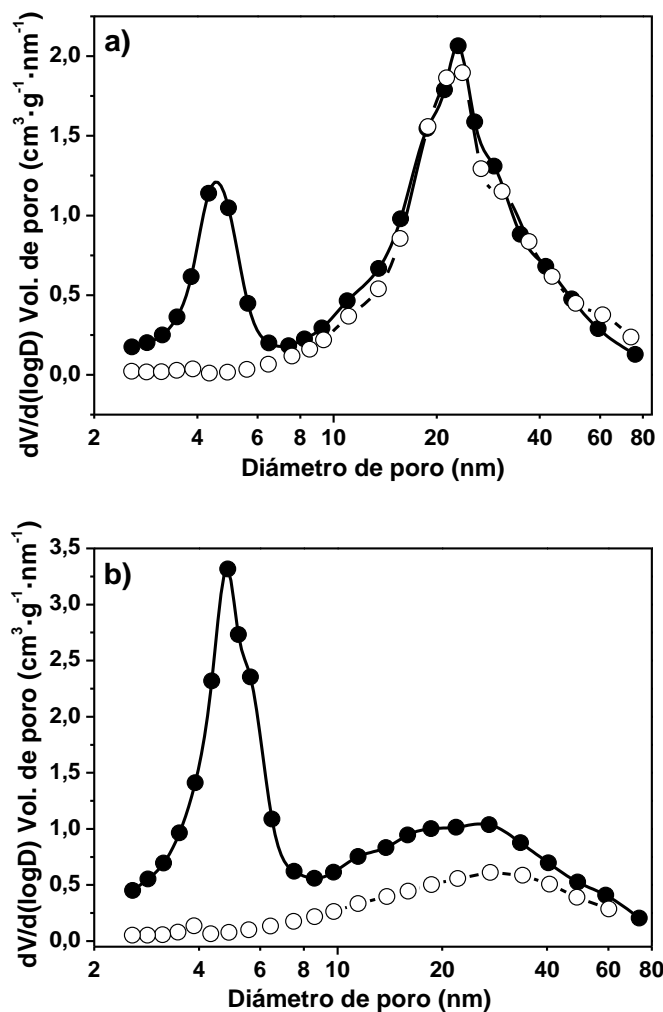 a)
dV/d(logD) Vol. de poro (cm³·g⁻¹·nm⁻¹)
2,0
1,5
1,0
0,5
0,0
2 4 6 8 10 20 40 60 80
Diámetro de poro (nm)
b)
dV/d(logD) Vol. de poro (cm³·g⁻¹·nm⁻¹)
3,5
3,0
2,5
2,0
1,5
1,0
0,5
0,0
2 4 6 8 10 20 40 60 80
Diámetro de poro (nm)